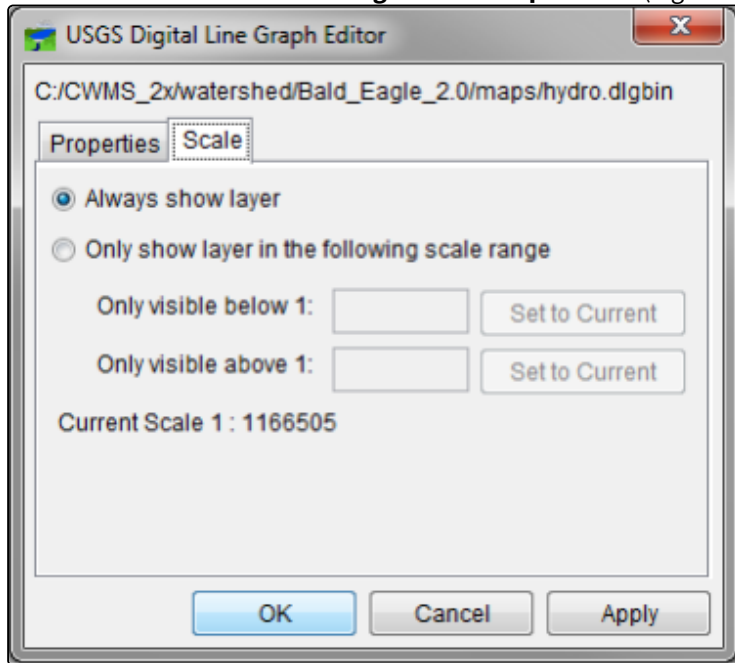 USGS Digital Line Graph Editor
C:/CWMS_2x/watershed/Bald_Eagle_2.0/maps/hydro.dlgbin
Properties Scale
Always show layer
Only show layer in the following scale range
Only visible below 1: Set to Current
Only visible above 1: Set to Current
Current Scale 1 : 1166505
OK Cancel Apply